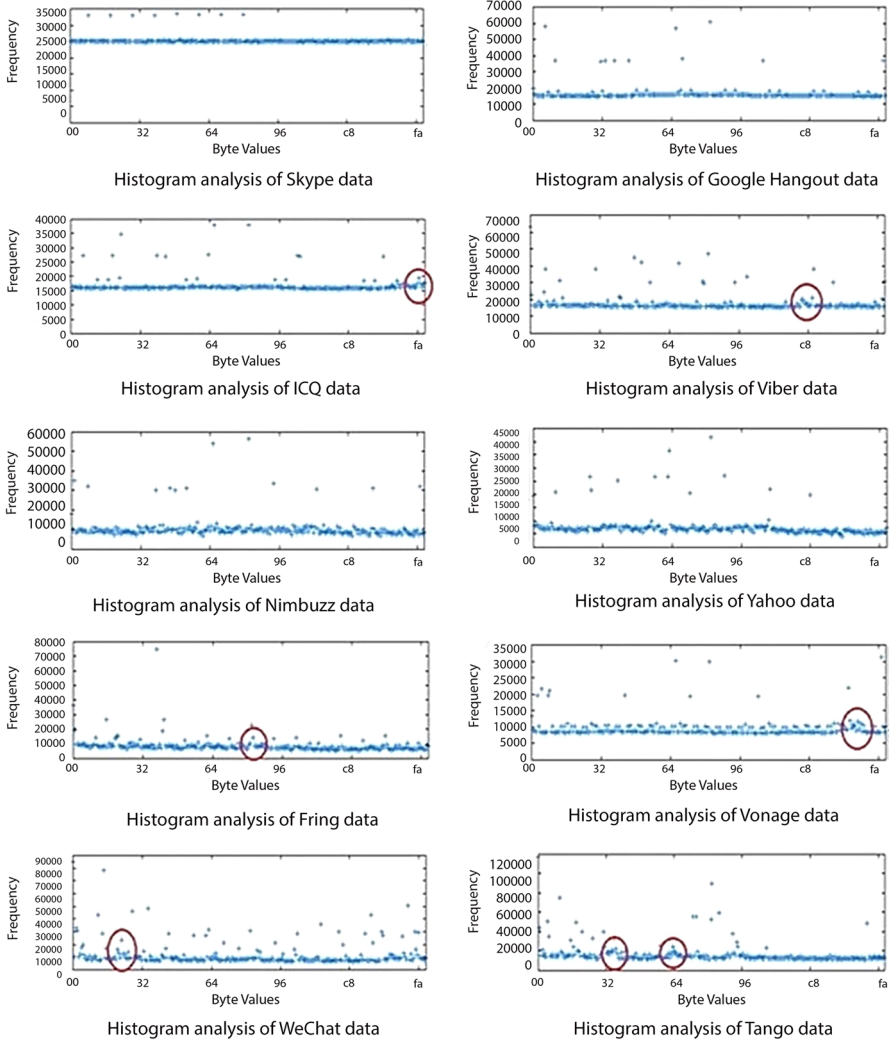 Frequency
35000
30000
25000
20000
15000
10000
5000
0
00 32 64 96 c8 fa
Byte Values
Histogram analysis of Skype data
Frequency
70000
60000
50000
40000
30000
20000
10000
0
00 32 64 96 c8 fa
Byte Values
Histogram analysis of Google Hangout data
Frequency
40000
35000
30000
25000
20000
15000
10000
5000
0
00 32 64 96 c8 fa
Byte Values
Histogram analysis of ICQ data
Frequency
70000
60000
50000
40000
30000
20000
10000
0
00 32 64 96 c8 fa
Byte Values
Histogram analysis of Viber data
Frequency
60000
50000
40000
30000
20000
10000
0
00 32 64 96 c8 fa
Byte Values
Histogram analysis of Nimbuzz data
Frequency
45000
40000
35000
30000
25000
20000
15000
10000
5000
0
00 32 64 96 c8 fa
Byte Values
Histogram analysis of Yahoo data
Frequency
80000
70000
60000
50000
40000
30000
20000
10000
0
00 32 64 96 c8 fa
Byte Values
Histogram analysis of Fring data
Frequency
35000
30000
25000
20000
15000
10000
5000
0
00 32 64 96 c8 fa
Byte Values
Histogram analysis of Vonage data
Frequency
90000
80000
70000
60000
50000
40000
30000
20000
10000
0
00 32 64 96 c8 fa
Byte Values
Histogram analysis of WeChat data
Frequency
120000
100000
80000
60000
40000
20000
0
00 32 64 96 c8 fa
Byte Values
Histogram analysis of Tango data